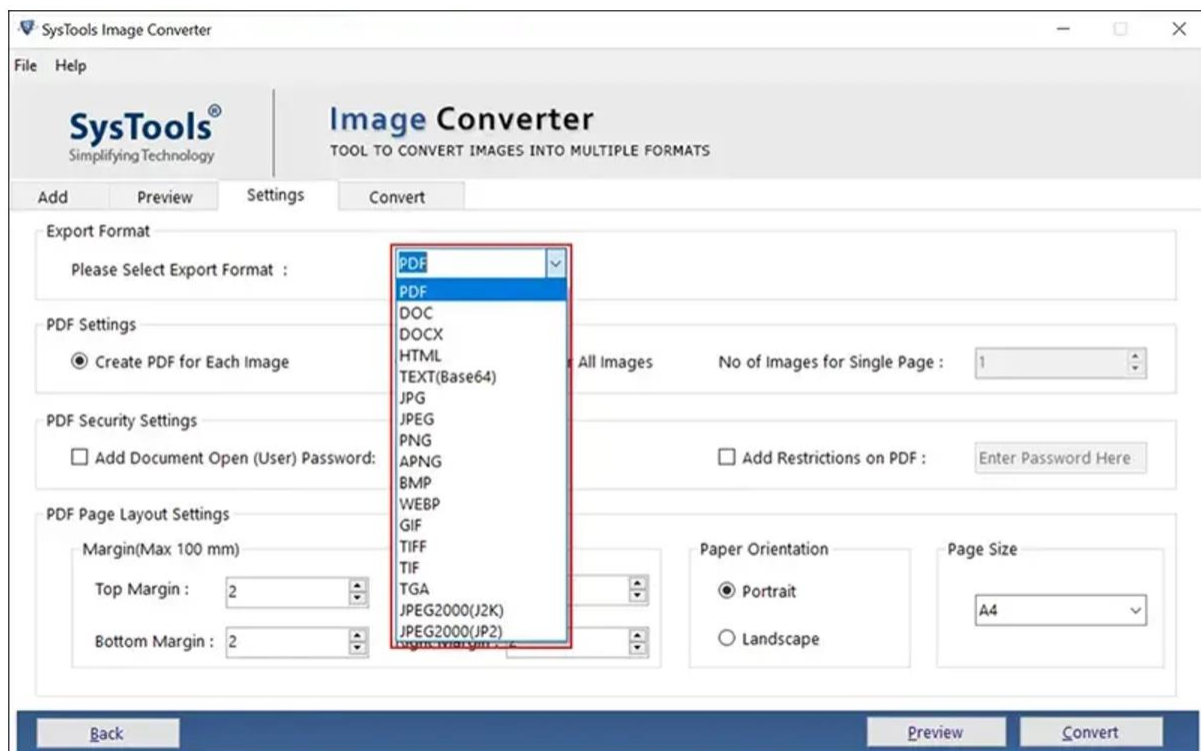 SysTools Image Converter
File Help
SysTools®
Simplifying Technology
Image Converter
TOOL TO CONVERT IMAGES INTO MULTIPLE FORMATS
Add Preview Settings Convert
Export Format
Please Select Export Format :
PDF
PDF
DOC
DOCX
HTML
TEXT(Base64)
JPG
JPEG
PNG
APNG
BMP
WEBP
GIF
TIFF
TIF
TGA
JPEG2000(J2K)
JPEG2000(JP2)
PDF Settings
Create PDF for Each Image
All Images
No of Images for Single Page : 1
PDF Security Settings
Add Document Open (User) Password:
Add Restrictions on PDF : Enter Password Here
PDF Page Layout Settings
Margin(Max 100 mm)
Top Margin : 2
Bottom Margin : 2
Right Margin : 2
Paper Orientation
Portrait
Landscape
Page Size
A4
Back Preview Convert